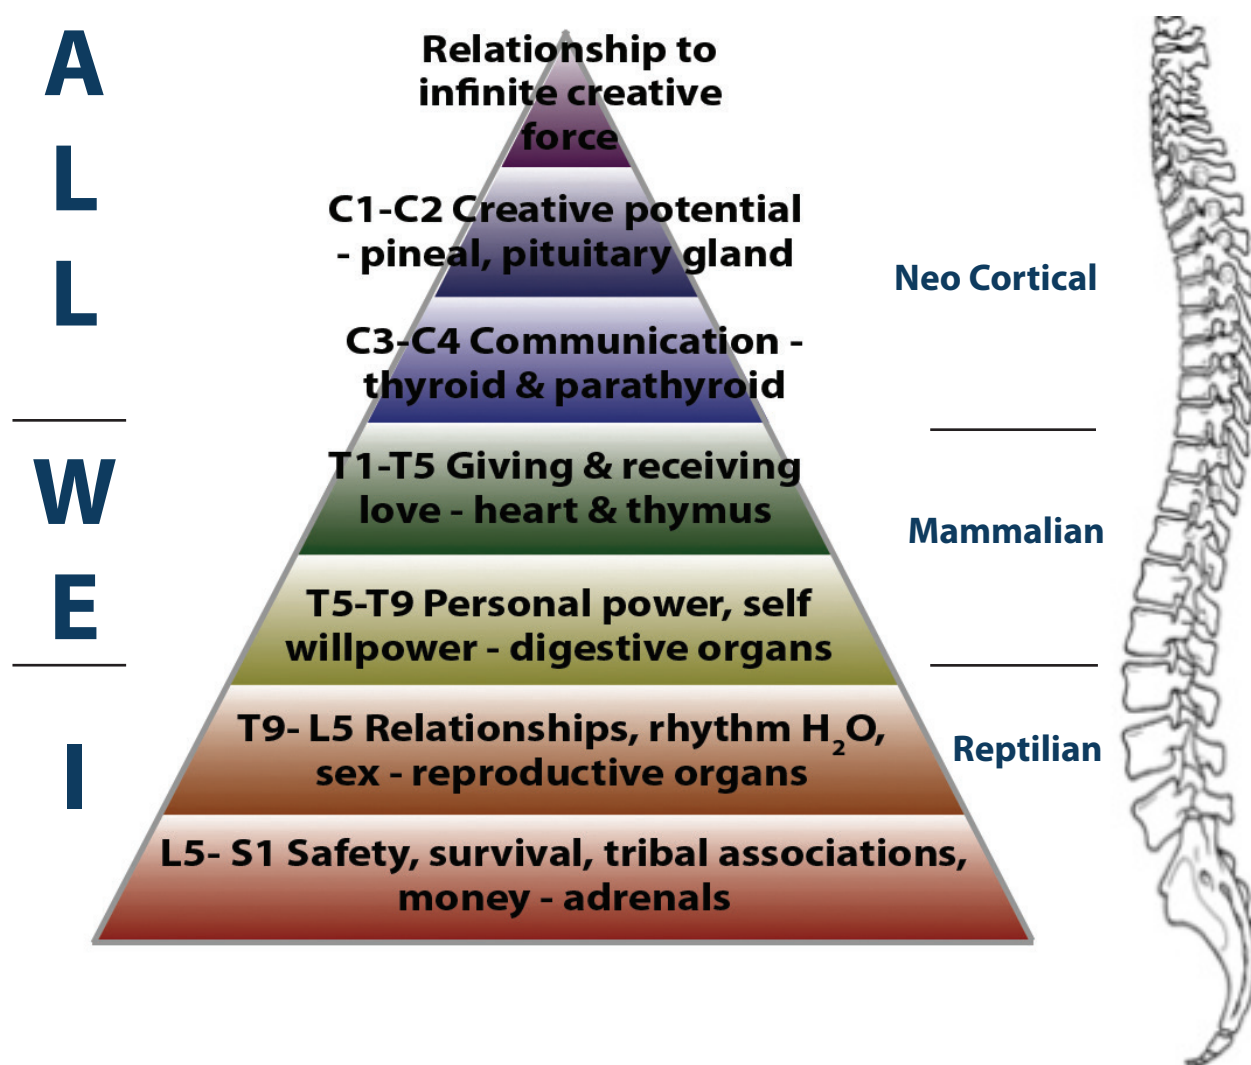 A
L
L
W
E
I
Relationship to
infinite creative
force
C1-C2 Creative potential
- pineal, pituitary gland
C3-C4 Communication -
thyroid & parathyroid
T1-T5 Giving & receiving
love - heart & thymus
T5-T9 Personal power, self
willpower - digestive organs
T9- L5 Relationships, rhythm H₂O,
sex - reproductive organs
L5- S1 Safety, survival, tribal associations,
money - adrenals
Neo Cortical
Mammalian
Reptilian